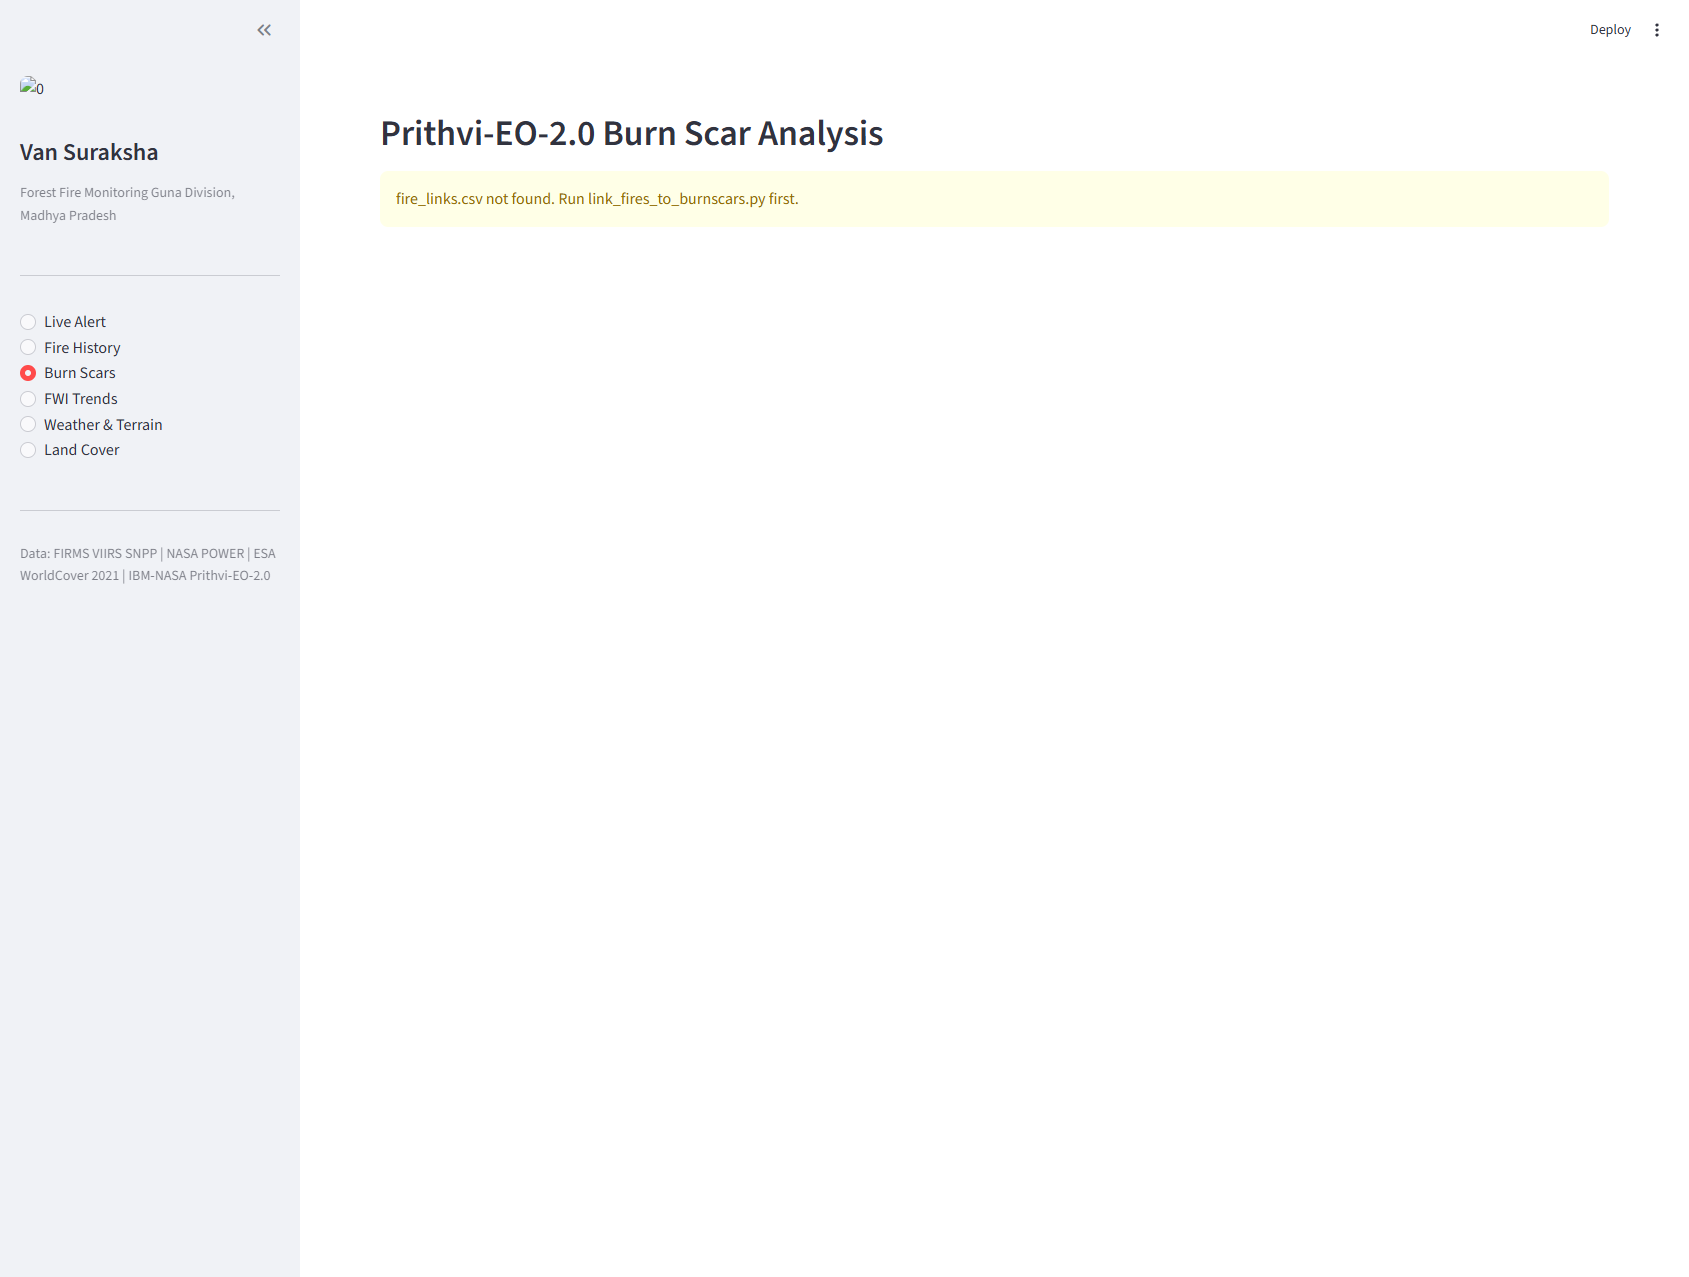 Deploy
0
Van Suraksha
Forest Fire Monitoring Guna Division,
Madhya Pradesh
Live Alert
Fire History
Burn Scars
FWI Trends
Weather & Terrain
Land Cover
Data: FIRMS VIIRS SNPP | NASA POWER | ESA
WorldCover 2021 | IBM-NASA Prithvi-EO-2.0
Prithvi-EO-2.0 Burn Scar Analysis
fire_links.csv not found. Run link_fires_to_burnscars.py first.